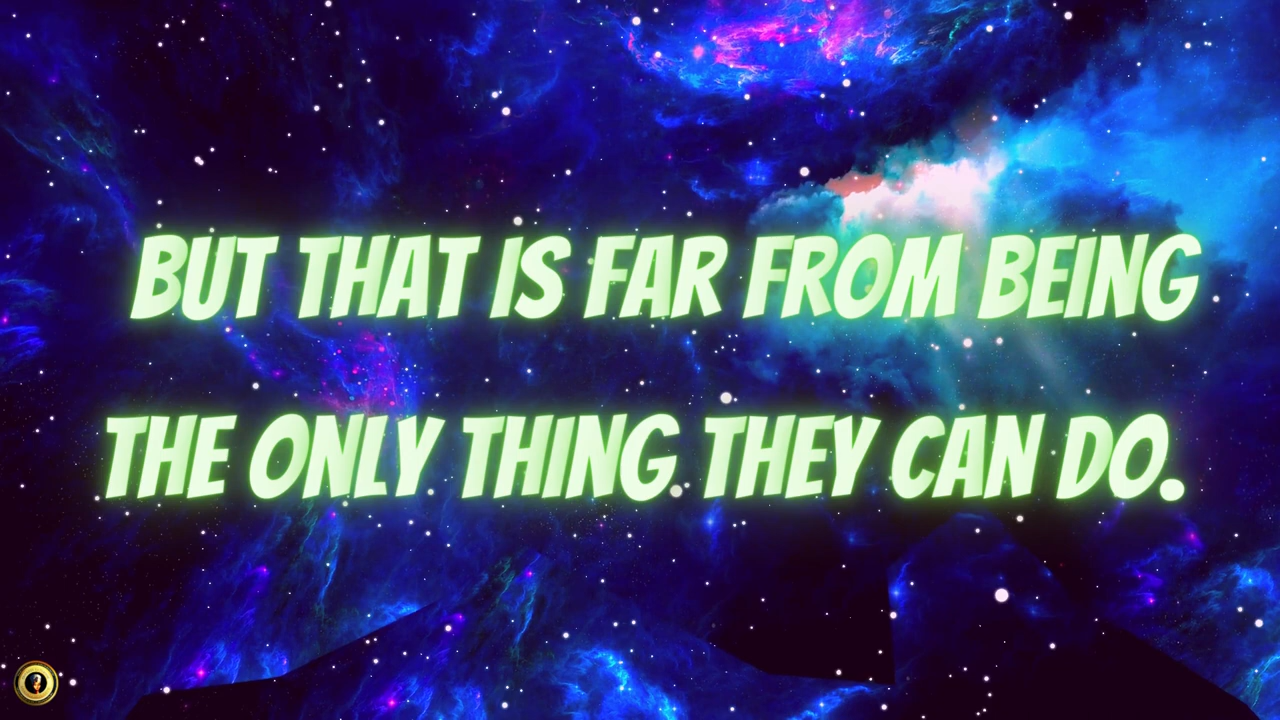 BUT THAT IS FAR FROM BEING
THE ONLY THING THEY CAN DO.